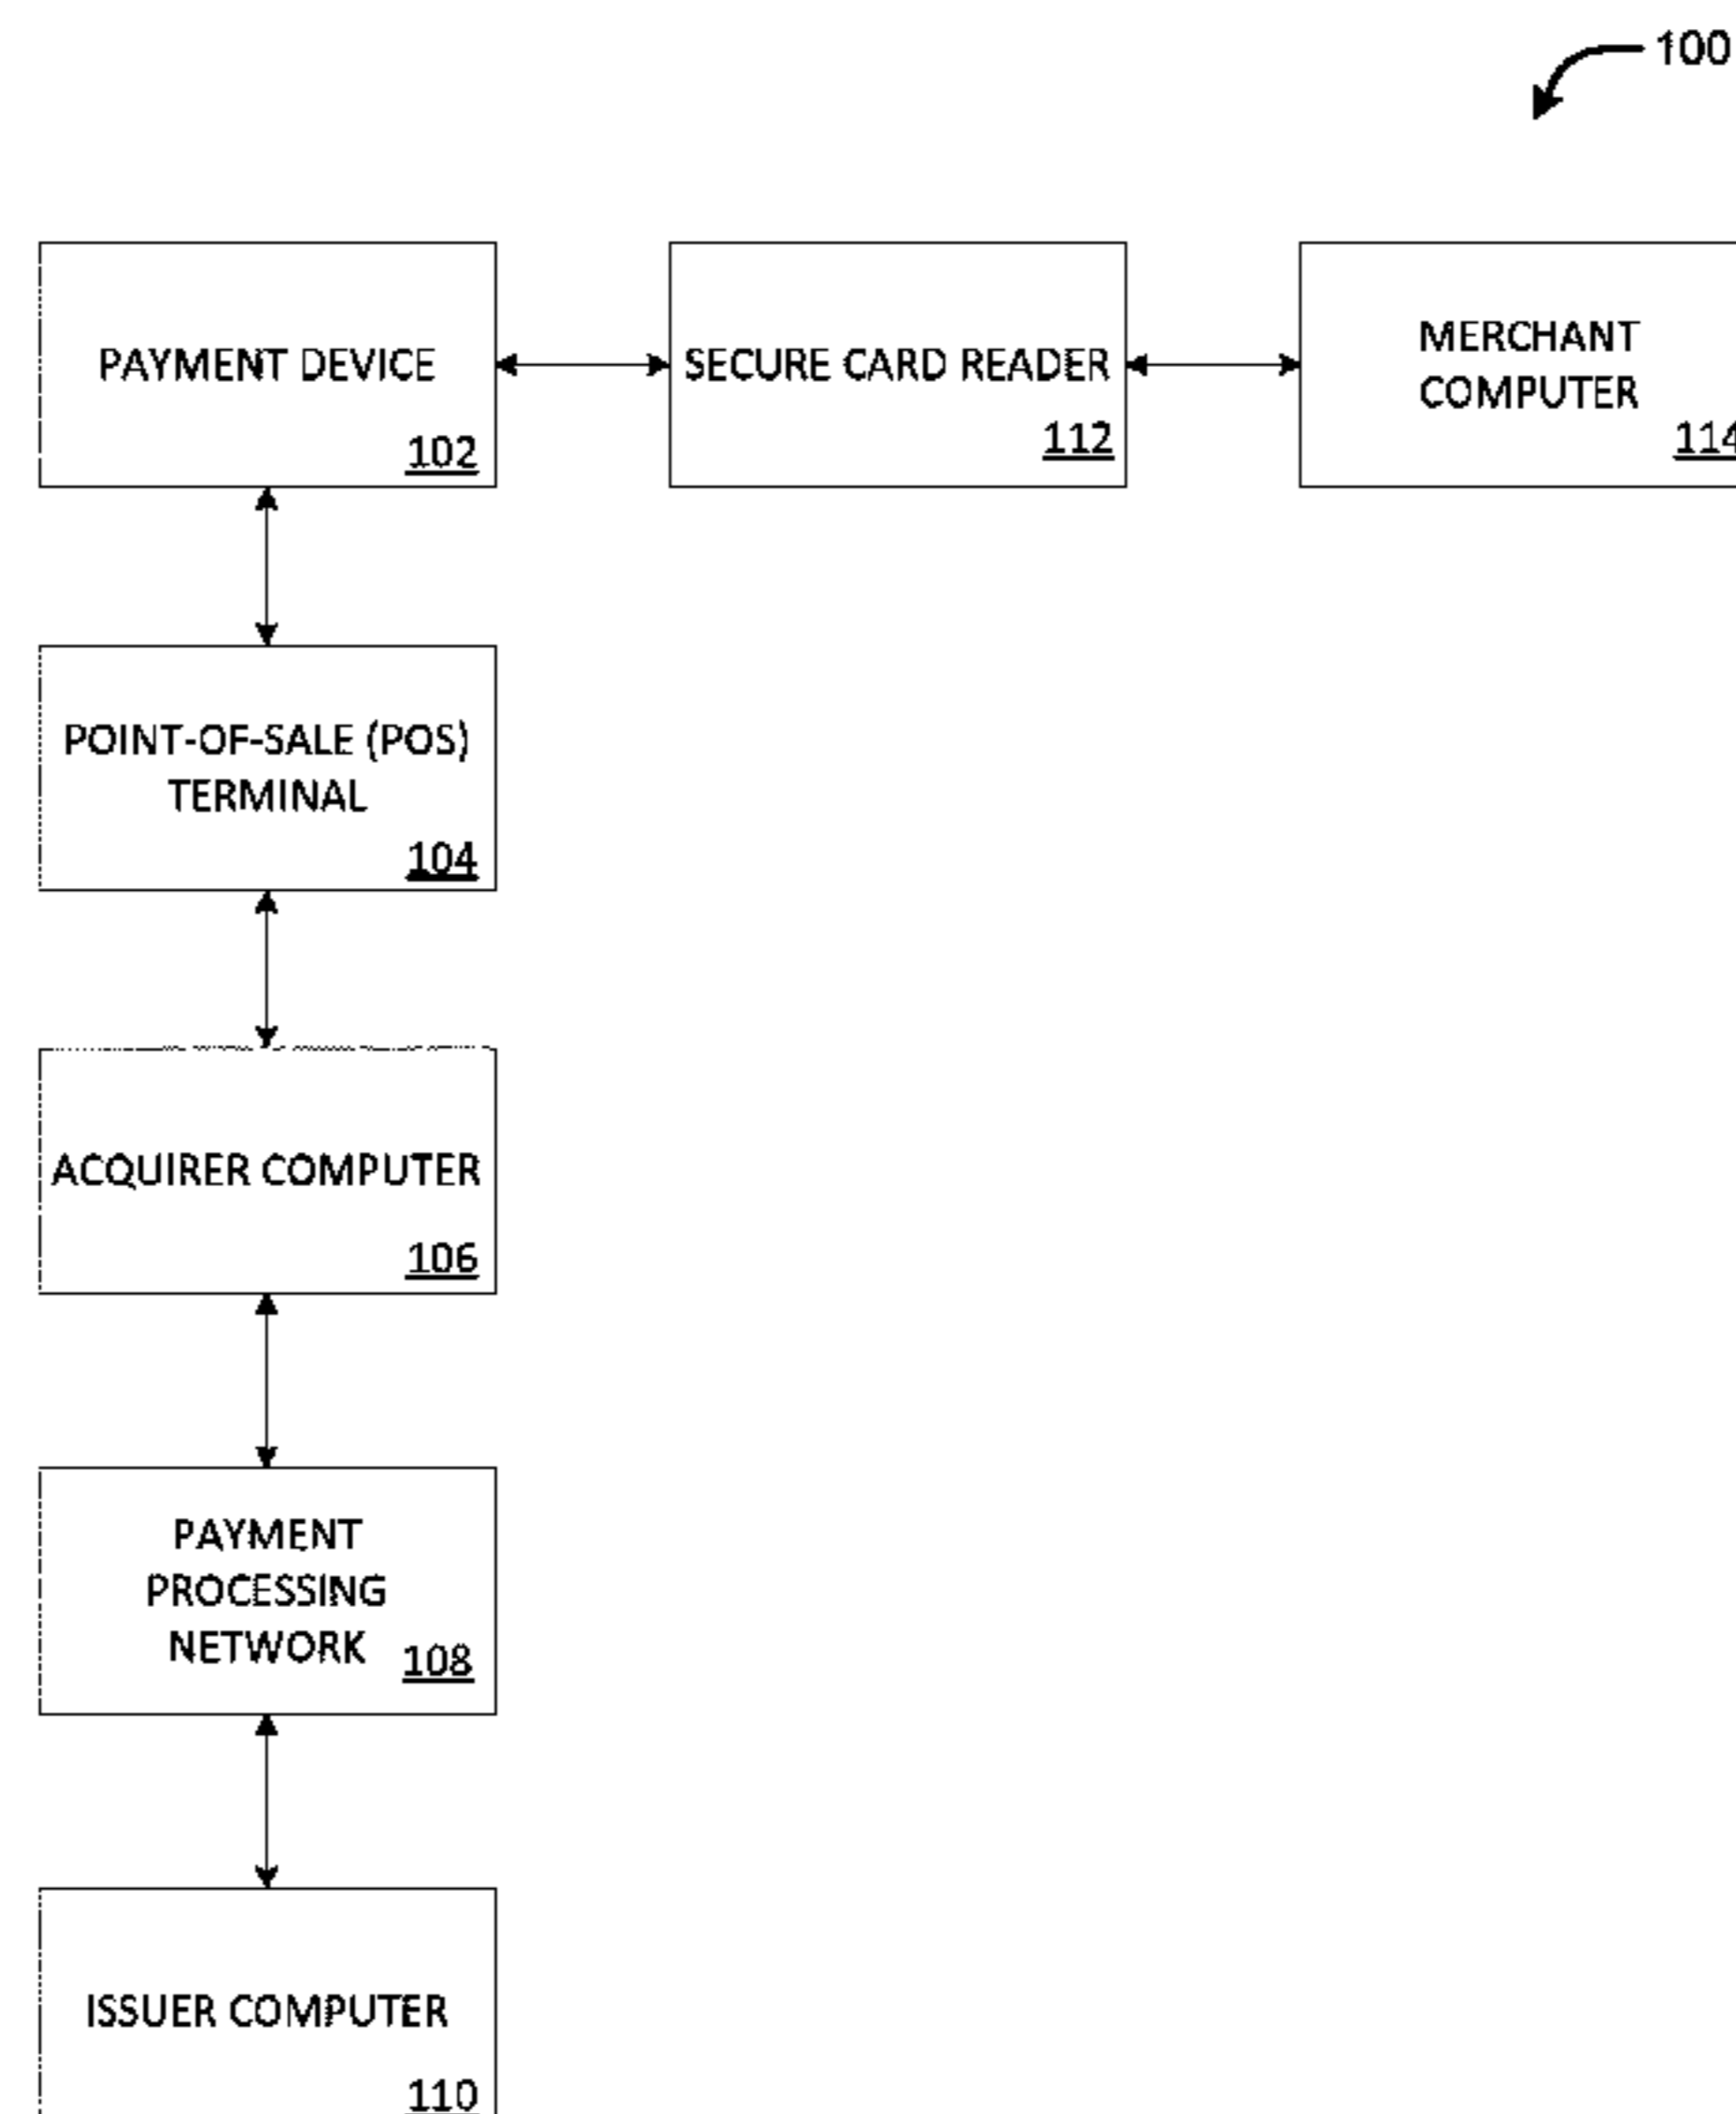 100
PAYMENT DEVICE
102
SECURE CARD READER
112
MERCHANT
COMPUTER
114
POINT-OF-SALE (POS)
TERMINAL
104
ACQUIRER COMPUTER
106
PAYMENT
PROCESSING
NETWORK
108
ISSUER COMPUTER
110